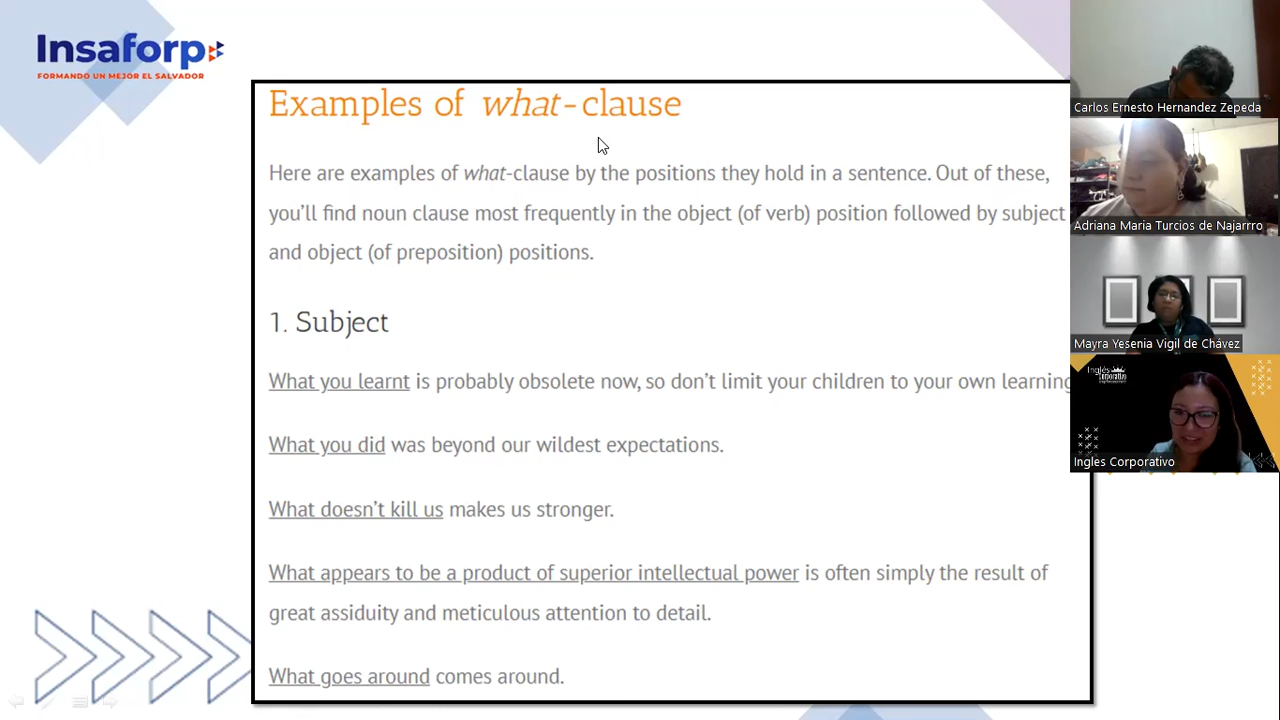 Insaforp
FORMANDO UN MEJOR EL SALVADOR
Examples of what-clause
Here are examples of what-clause by the positions they hold in a sentence. Out of these,
you'll find noun clause most frequently in the object (of verb) position followed by subject
and object (of preposition) positions.
1. Subject
What you learnt is probably obsolete now, so don't limit your children to your own learning
What you did was beyond our wildest expectations.
What doesn't kill us makes us stronger.
What appears to be a product of superior intellectual power is often simply the result of
great assiduity and meticulous attention to detail.
What goes around comes around.
Carlos Ernesto Hernandez Zepeda
Adriana Maria Turcios de Najarrro
Mayra Yesenia Vigil de Chávez
Inglés
Corporativo
Ingles Corporativo